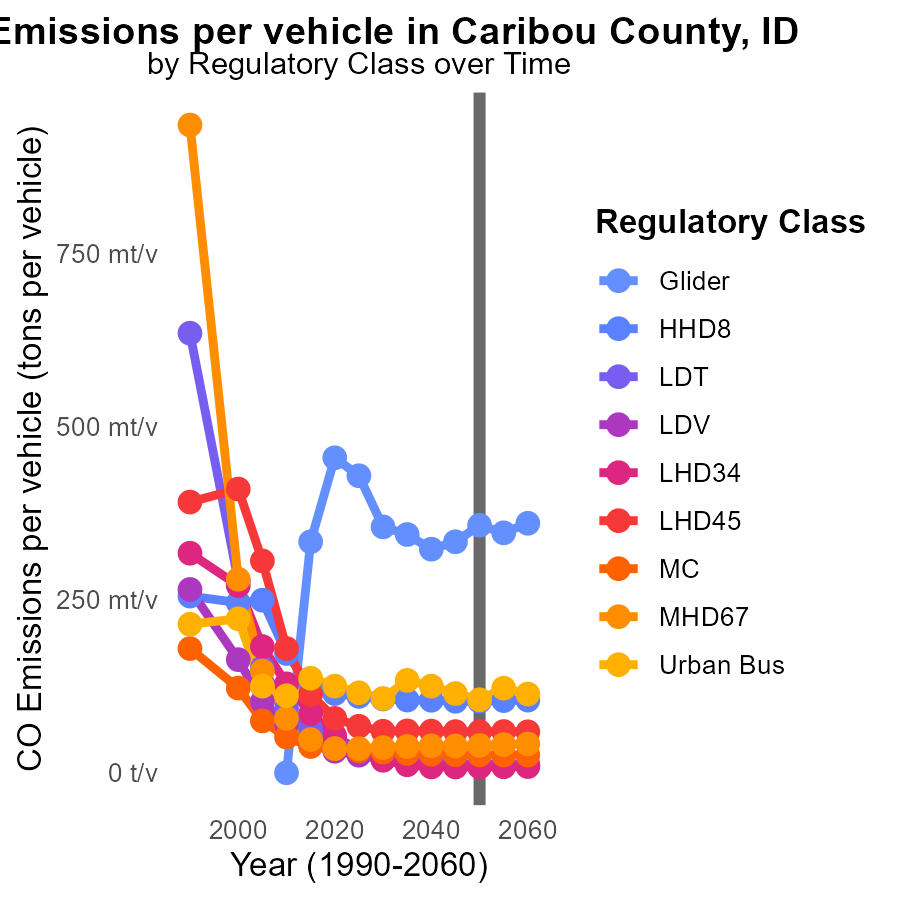 Emissions per vehicle in Caribou County, ID
by Regulatory Class over Time
CO Emissions per vehicle (tons per vehicle)
750 mt/v
500 mt/v
250 mt/v
0 t/v
2000 2020 2040 2060
Year (1990-2060)
Regulatory Class
Glider
HHD8
LDT
LDV
LHD34
LHD45
MC
MHD67
Urban Bus